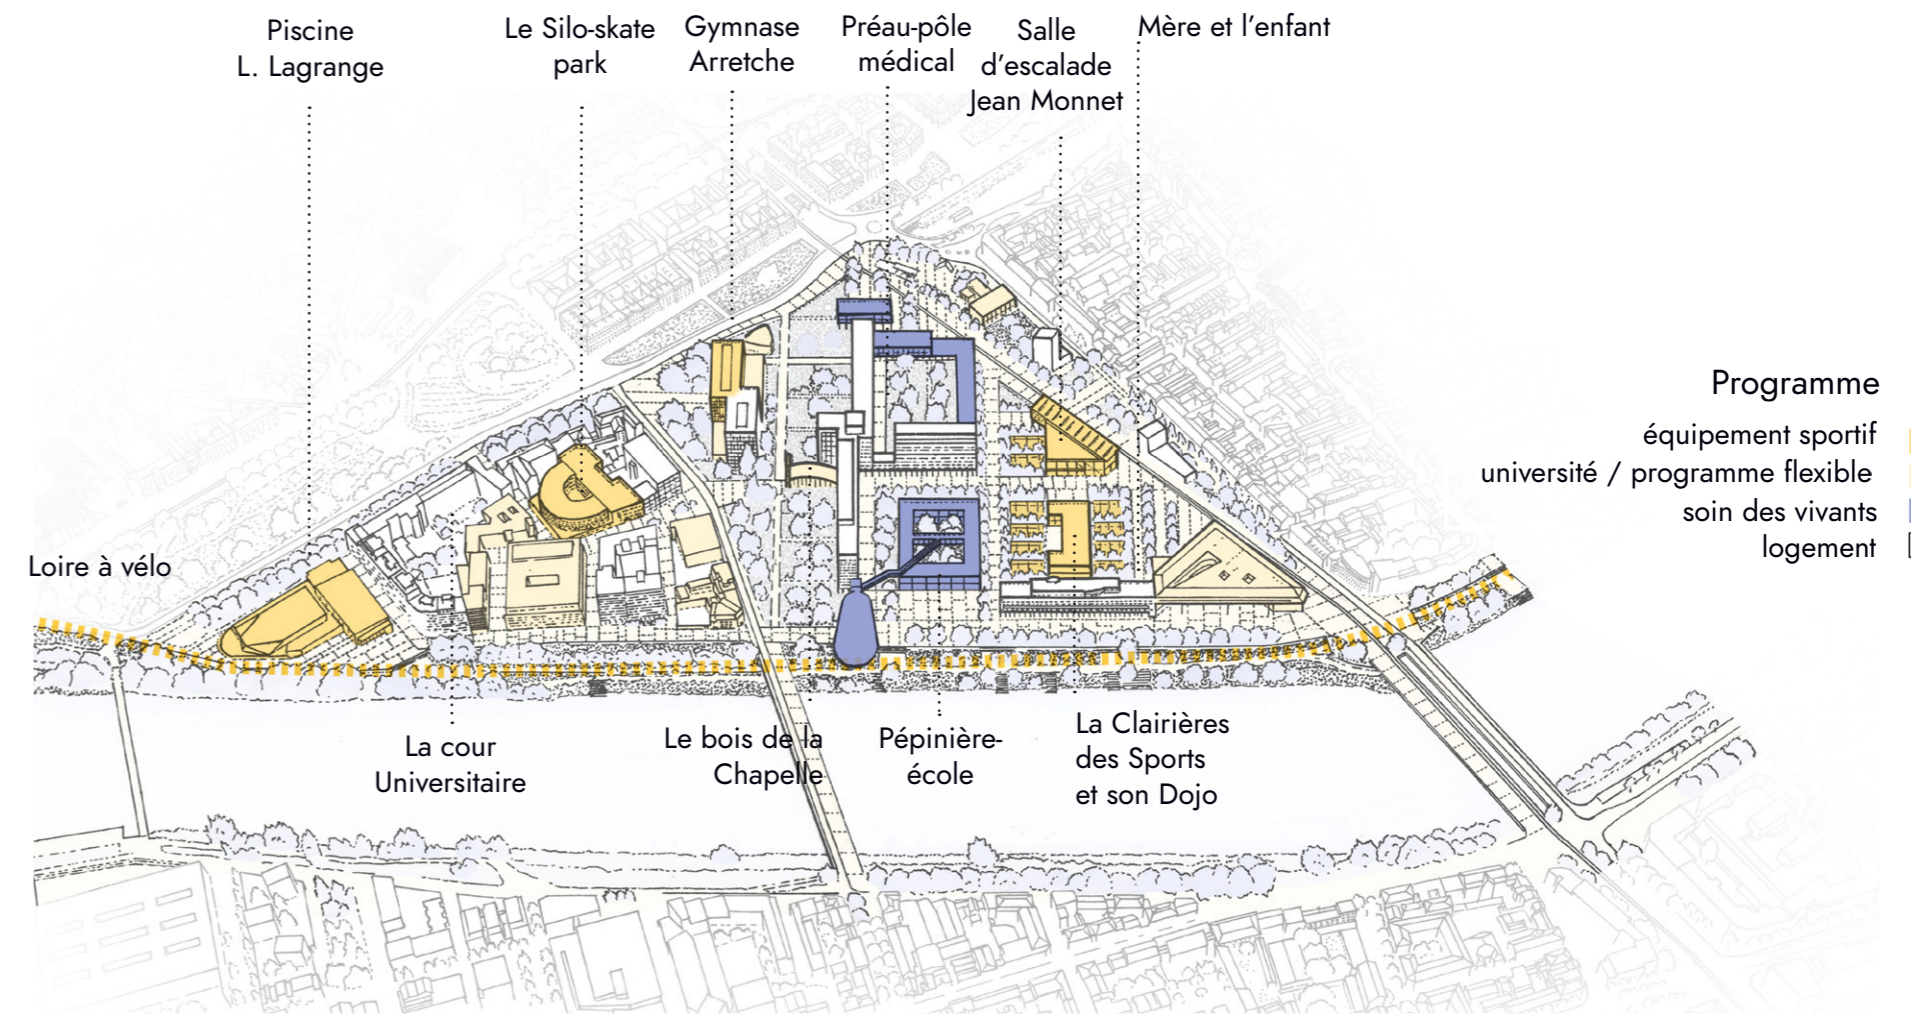 Piscine
L. Lagrange
Le Silo-skate
park
Gymnase
Arretche
Préau-pôle
médical
Salle
d'escalade
Jean Monnet
Mère et l'enfant
Programme
équipement sportif
université / programme flexible
soin des vivants
logement
Loire à vélo
La cour
Universitaire
Le bois de la
Chapelle
Pépinière-
école
La Clairières
des Sports
et son Dojo